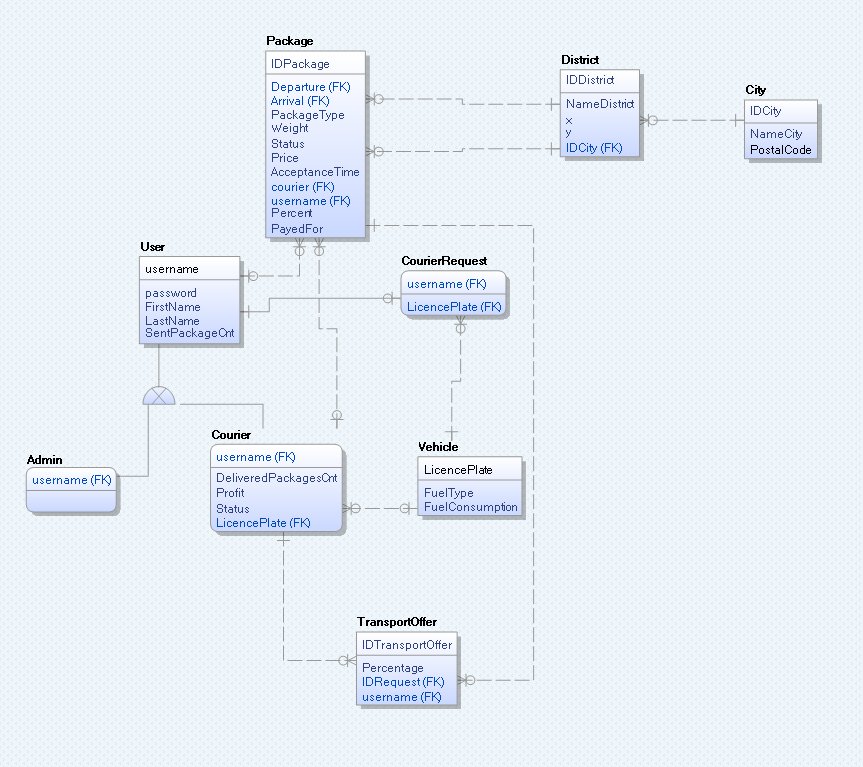 Package
IDPackage
Departure (FK)
Arrival (FK)
PackageType
Weight
Status
Price
AcceptanceTime
courier (FK)
username (FK)
Percent
PayedFor
District
IDDistrict
NameDistrict
x
y
IDCity (FK)
City
IDCity
NameCity
PostalCode
User
username
password
FirstName
LastName
SentPackageCnt
CourierRequest
username (FK)
LicencePlate (FK)
Admin
username (FK)
Courier
username (FK)
DeliveredPackagesCnt
Profit
Status
LicencePlate (FK)
Vehicle
LicencePlate
FuelType
FuelConsumption
TransportOffer
IDTransportOffer
Percentage
IDRequest (FK)
username (FK)